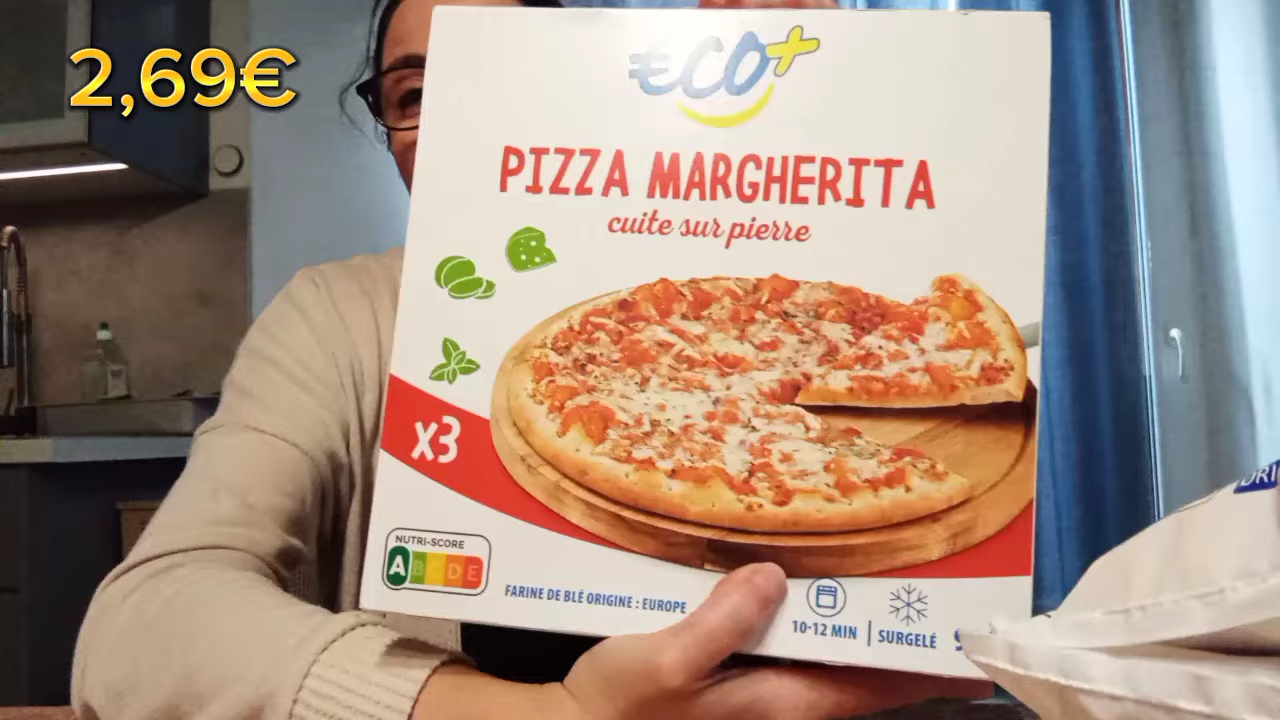 2,69€
€CO+
PIZZA MARGHERITA
cuite sur pierre
x3
NUTRI-SCORE
A B C D E
FARINE DE BLÉ ORIGINE : EUROPE
10-12 MIN | SURGELÉ